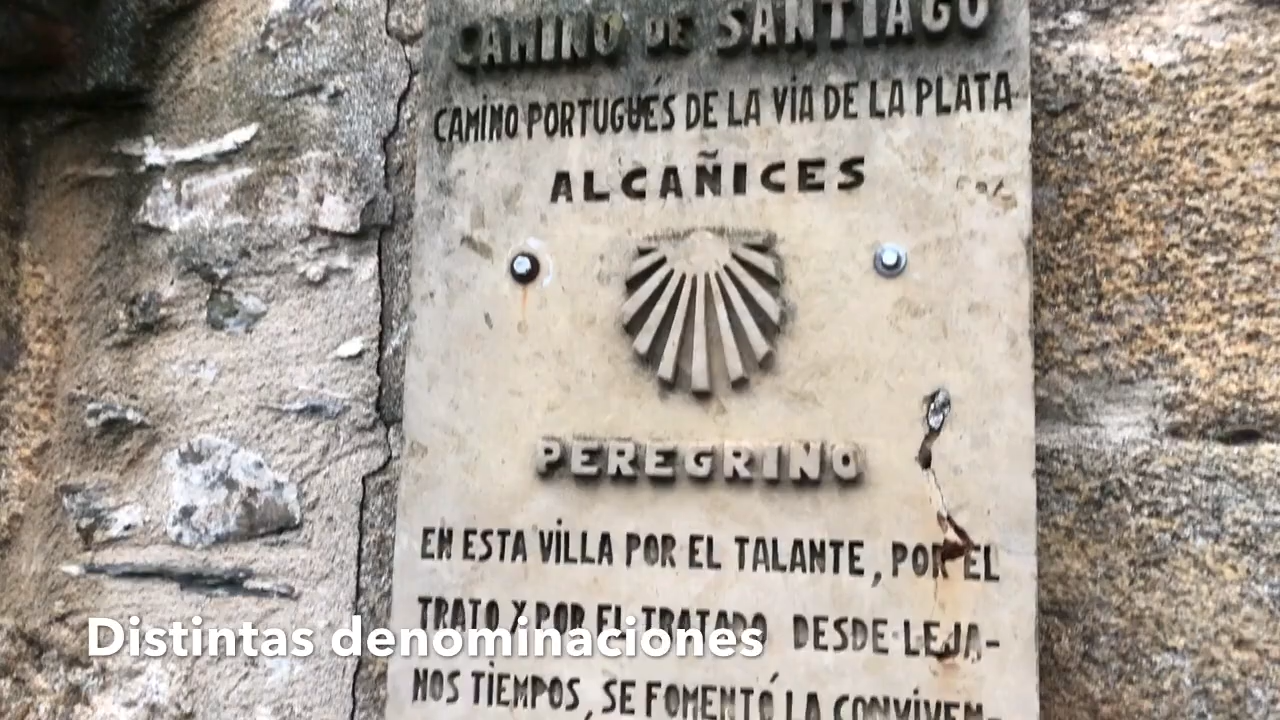 CAMINO DE SANTIAGO
CAMINO PORTUGUÉS DE LA VIA DE LA PLATA
ALCAÑICES
PEREGRINO
EN ESTA VILLA POR EL TALANTE, POR EL
TRATO Y POR EL TRATADO DESDE LEJA-
Distintas denominaciones
NOS TIEMPOS, SE FOMENTÓ LA CONVIVEN-